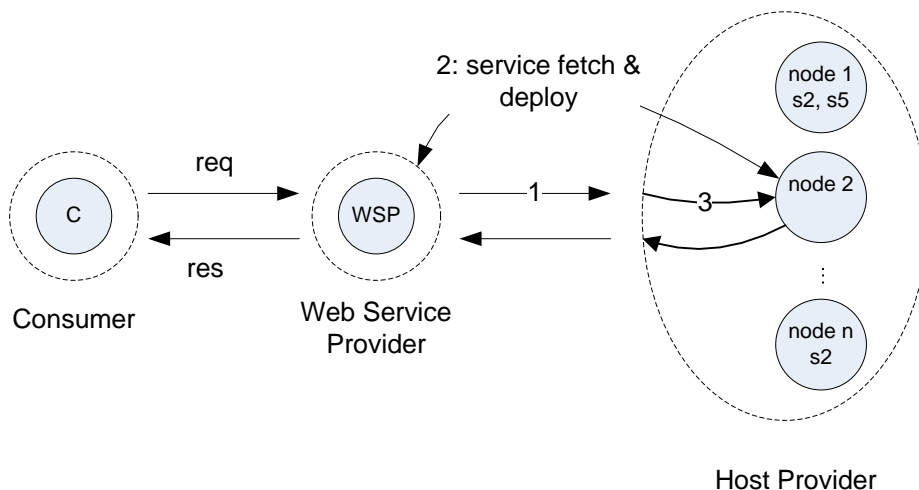 2: service fetch &
deploy
node 1
s2, s5
req
node 2
1
3
C
WSP
res
...
Consumer
Web Service
Provider
node n
s2
Host Provider